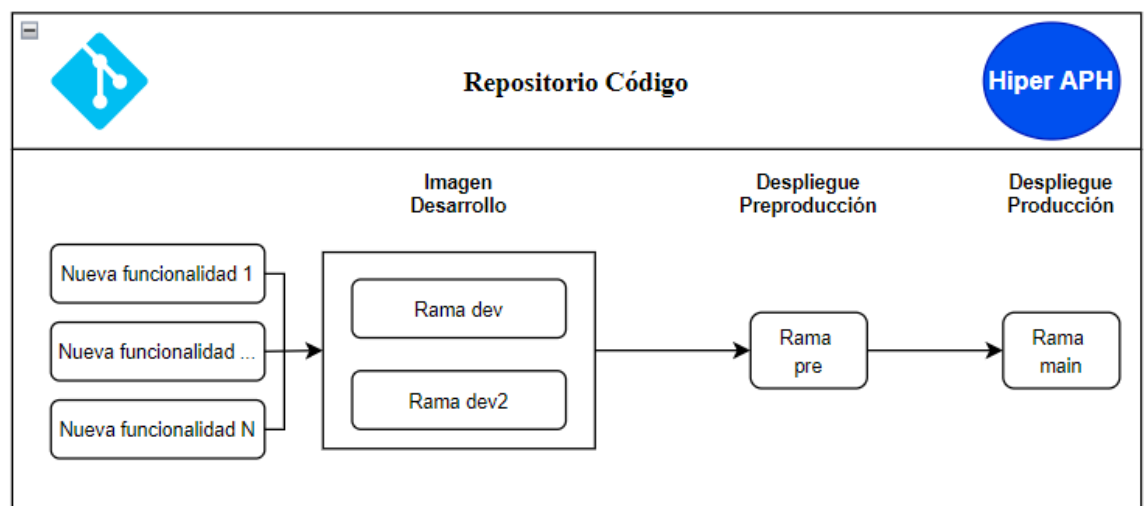 Repositorio Código
Hiper APH
Imagen
Desarrollo
Despliegue
Preproducción
Despliegue
Producción
Nueva funcionalidad 1
Nueva funcionalidad ...
Nueva funcionalidad N
Rama dev
Rama dev2
Rama
pre
Rama
main